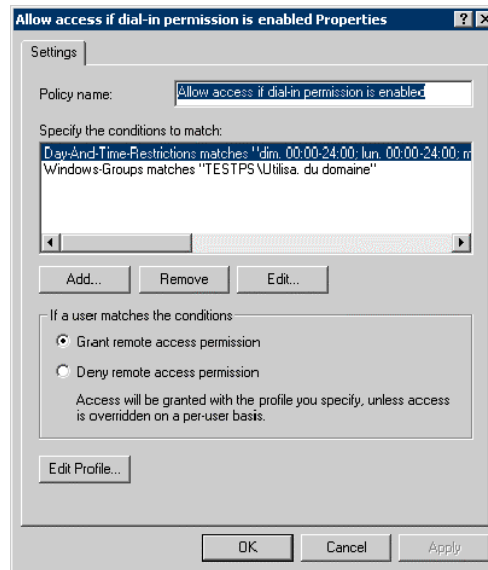 Allow access if dial-in permission is enabled Properties
Settings
Policy name:
Allow access if dial-in permission is enabled
Specify the conditions to match:
Day-And-Time-Restrictions matches "dim. 00:00-24:00; lun. 00:00-24:00; m
Windows-Groups matches "TESTPS\Utilisa. du domaine"
Add...
Remove
Edit...
If a user matches the conditions
Grant remote access permission
Deny remote access permission
Access will be granted with the profile you specify, unless access
is overridden on a per-user basis.
Edit Profile...
OK
Cancel
Apply